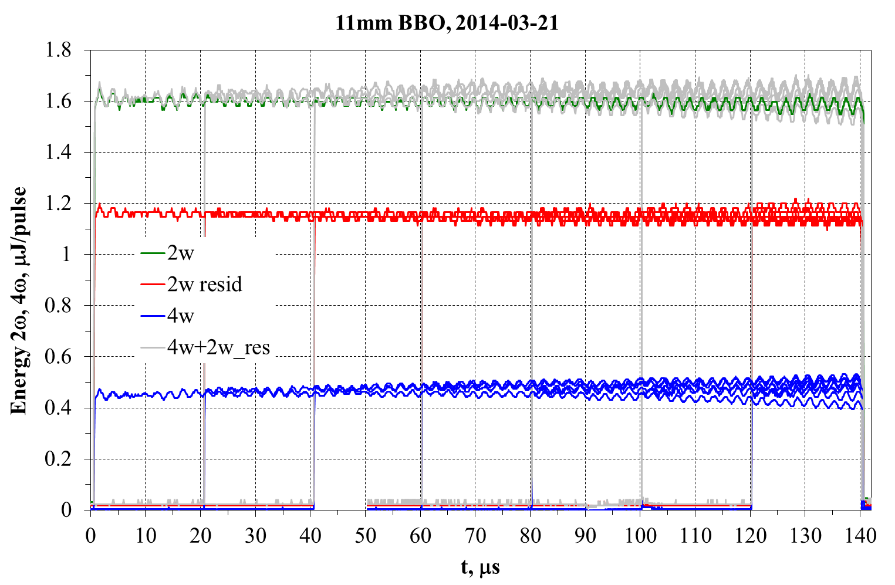 11mm BBO, 2014-03-21
1.8
1.6
1.4
1.2
1
0.8
0.6
0.4
0.2
0
Energy 2ω, 4ω, μJ/pulse
2w
2w resid
4w
4w+2w_res
0 10 20 30 40 50 60 70 80 90 100 110 120 130 140
t, μs